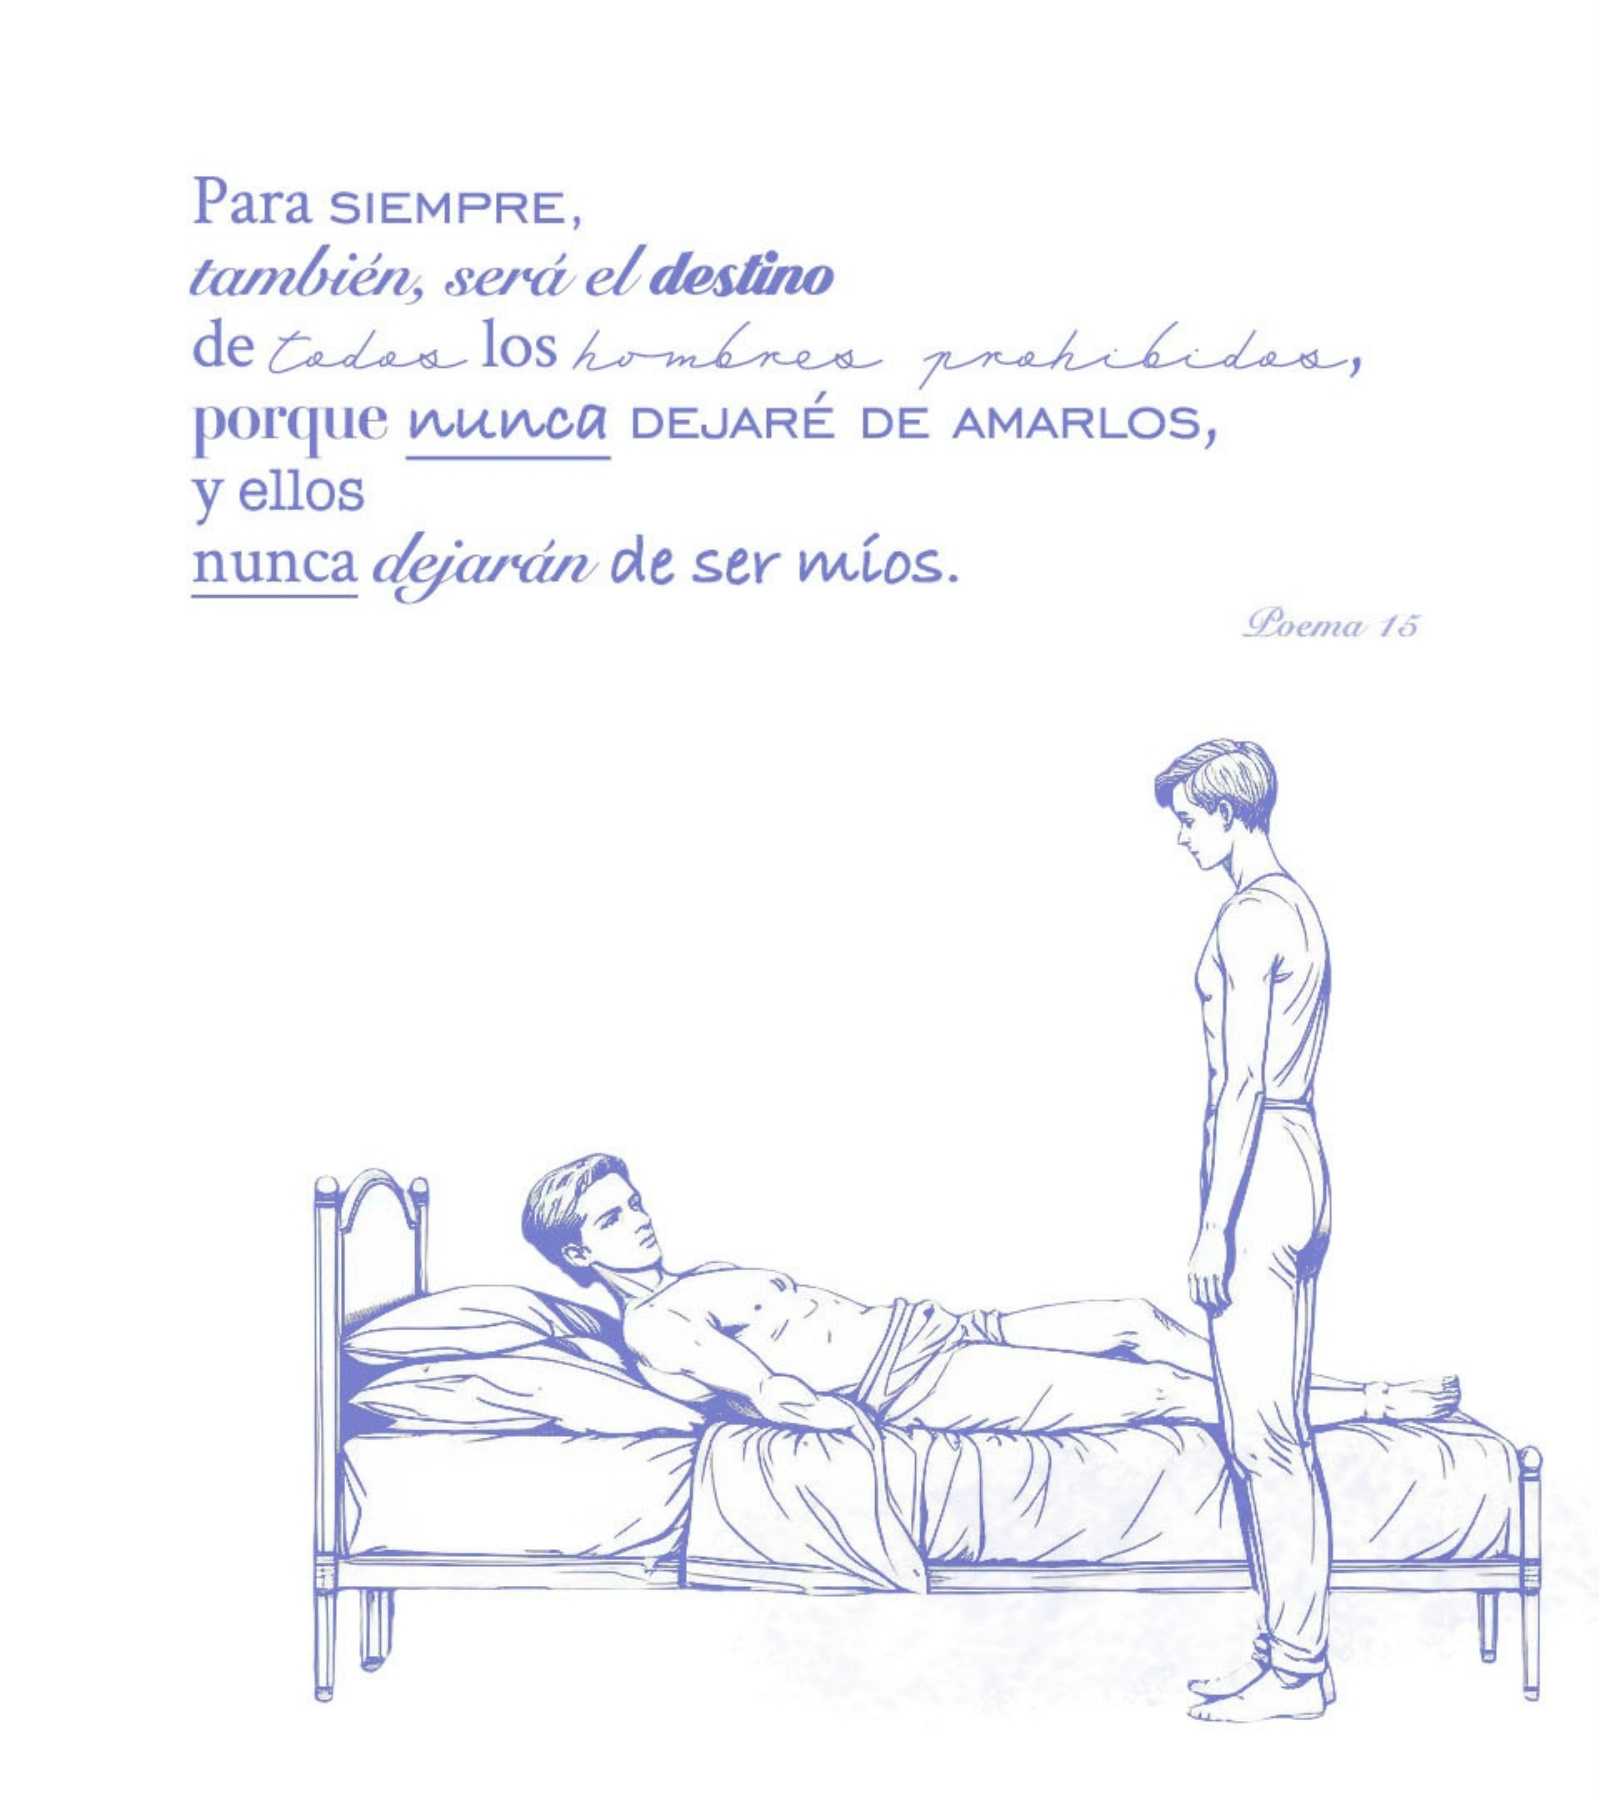 Para SIEMPRE,
también, será el destino
de todos los hombres prohibidos,
porque nunca DEJARÉ DE AMARLOS,
y ellos
nunca dejarán de ser míos.
Poema 15